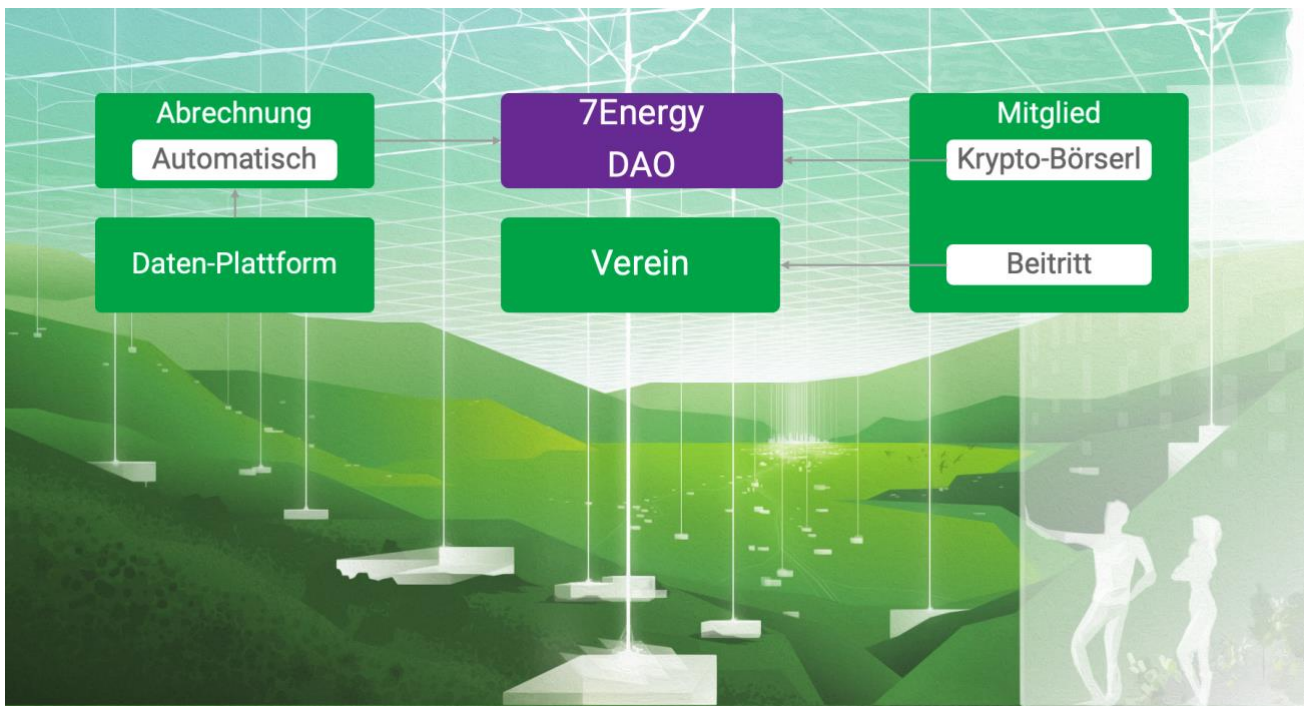 Abrechnung
Automatisch
Daten-Plattform
7Energy
DAO
Verein
Mitglied
Krypto-Börserl
Beitritt